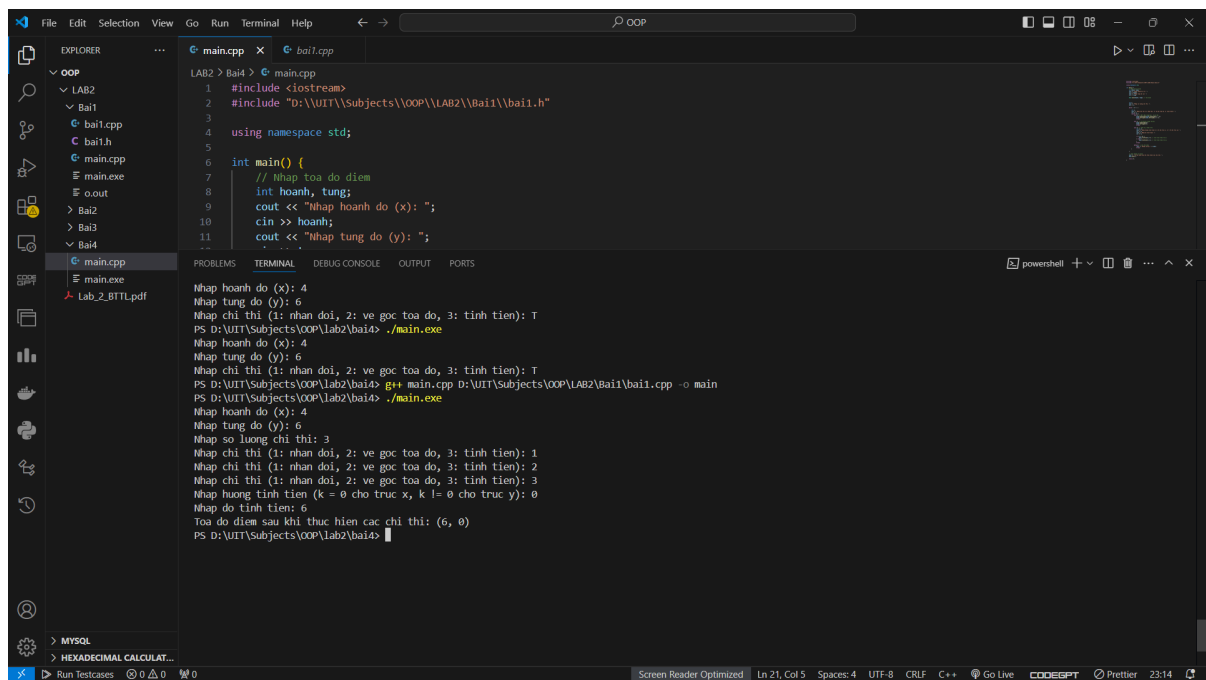 File Edit Selection View Go Run Terminal Help
OOP
EXPLORER
OOP
LAB2
Bai1
bai1.cpp
C bai1.h
main.cpp
main.exe
o.out
Bai2
Bai3
Bai4
main.cpp
main.exe
Lab_2_BTTL.pdf
MYSQL
HEXADECIMAL CALCULAT...
main.cpp bai1.cpp
LAB2 > Bai4 > main.cpp
1 #include <iostream>
2 #include "D:\\UIT\\Subjects\\OOP\\LAB2\\Bai1\\bai1.h"
3
4 using namespace std;
5
6 int main() {
7 // Nhap toa do diem
8 int hoanh, tung;
9 cout << "Nhap hoanh do (x): ";
10 cin >> hoanh;
11 cout << "Nhap tung do (y): ";
PROBLEMS TERMINAL DEBUG CONSOLE OUTPUT PORTS
powershell
Nhap hoanh do (x): 4
Nhap tung do (y): 6
Nhap chi thi (1: nhan doi, 2: ve goc toa do, 3: tinh tien): T
PS D:\UIT\Subjects\OOP\lab2\bai4> ./main.exe
Nhap hoanh do (x): 4
Nhap tung do (y): 6
Nhap chi thi (1: nhan doi, 2: ve goc toa do, 3: tinh tien): T
PS D:\UIT\Subjects\OOP\lab2\bai4> g++ main.cpp D:\UIT\Subjects\OOP\LAB2\Bai1\bai1.cpp -o main
PS D:\UIT\Subjects\OOP\lab2\bai4> ./main.exe
Nhap hoanh do (x): 4
Nhap tung do (y): 6
Nhap so luong chi thi: 3
Nhap chi thi (1: nhan doi, 2: ve goc toa do, 3: tinh tien): 1
Nhap chi thi (1: nhan doi, 2: ve goc toa do, 3: tinh tien): 2
Nhap chi thi (1: nhan doi, 2: ve goc toa do, 3: tinh tien): 3
Nhap huong tinh tien (k = 0 cho truc x, k != 0 cho truc y): 0
Nhap do tinh tien: 6
Toa do diem sau khi thuc hien cac chi thi: (6, 0)
PS D:\UIT\Subjects\OOP\lab2\bai4>
Run Testcases 0 0 0 Screen Reader Optimized Ln 21, Col 5 Spaces: 4 UTF-8 CRLF C++ Go Live CODEGPT Prettier 23:14